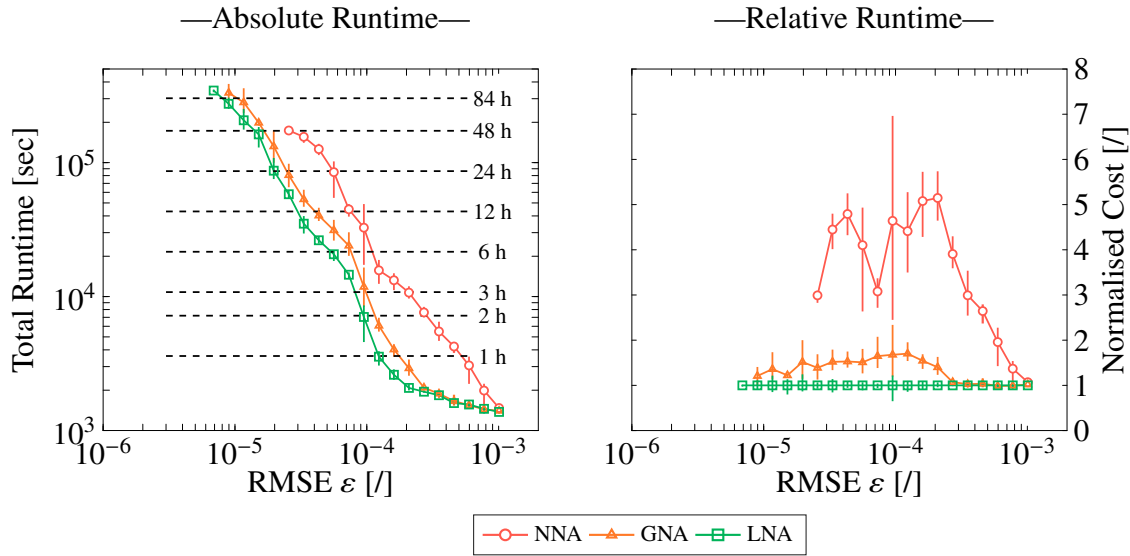 —Absolute Runtime—
—Relative Runtime—
Total Runtime [sec]
10^5
10^4
10^3
84 h
48 h
24 h
12 h
6 h
3 h
2 h
1 h
10^-6 10^-5 10^-4 10^-3
RMSE ε [/]
8
7
6
5
4
3
2
1
0
Normalised Cost [/]
10^-6 10^-5 10^-4 10^-3
RMSE ε [/]
NNA GNA LNA